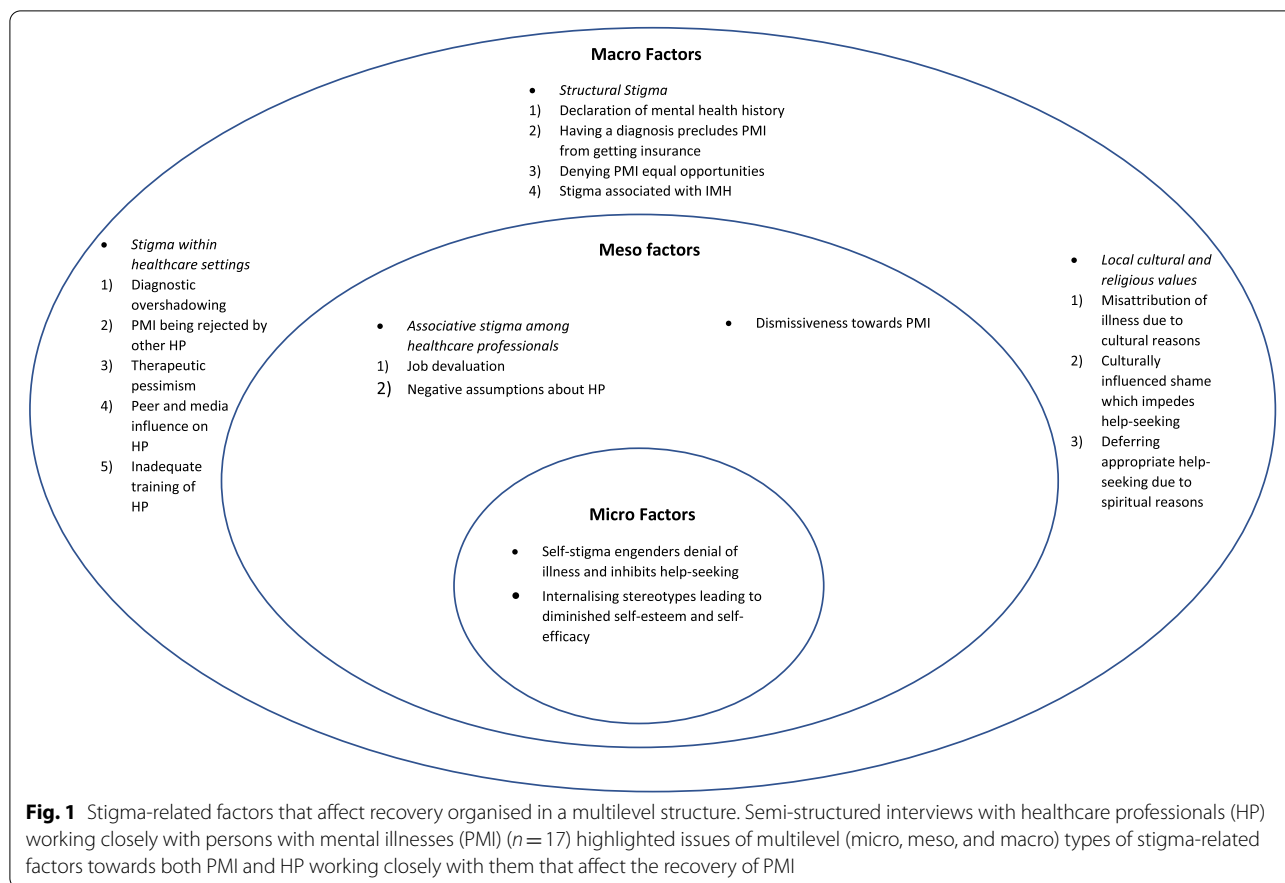 Macro Factors
• Structural Stigma
1) Declaration of mental health history
2) Having a diagnosis precludes PMI
from getting insurance
3) Denying PMI equal opportunities
4) Stigma associated with IMH
• Stigma within
healthcare settings
1) Diagnostic
overshadowing
2) PMI being rejected by
other HP
3) Therapeutic
pessimism
4) Peer and media
influence on
HP
5) Inadequate
training of
HP
Meso factors
• Associative stigma among
healthcare professionals
1) Job devaluation
2) Negative assumptions about HP
• Dismissiveness towards PMI
• Local cultural and
religious values
1) Misattribution of
illness due to
cultural reasons
2) Culturally
influenced shame
which impedes
help-seeking
3) Deferring
appropriate help-
seeking due to
spiritual reasons
Micro Factors
• Self-stigma engenders denial of
illness and inhibits help-seeking
• Internalising stereotypes leading to
diminished self-esteem and self-
efficacy
Fig. 1 Stigma-related factors that affect recovery organised in a multilevel structure. Semi-structured interviews with healthcare professionals (HP)
working closely with persons with mental illnesses (PMI) (n = 17) highlighted issues of multilevel (micro, meso, and macro) types of stigma-related
factors towards both PMI and HP working closely with them that affect the recovery of PMI